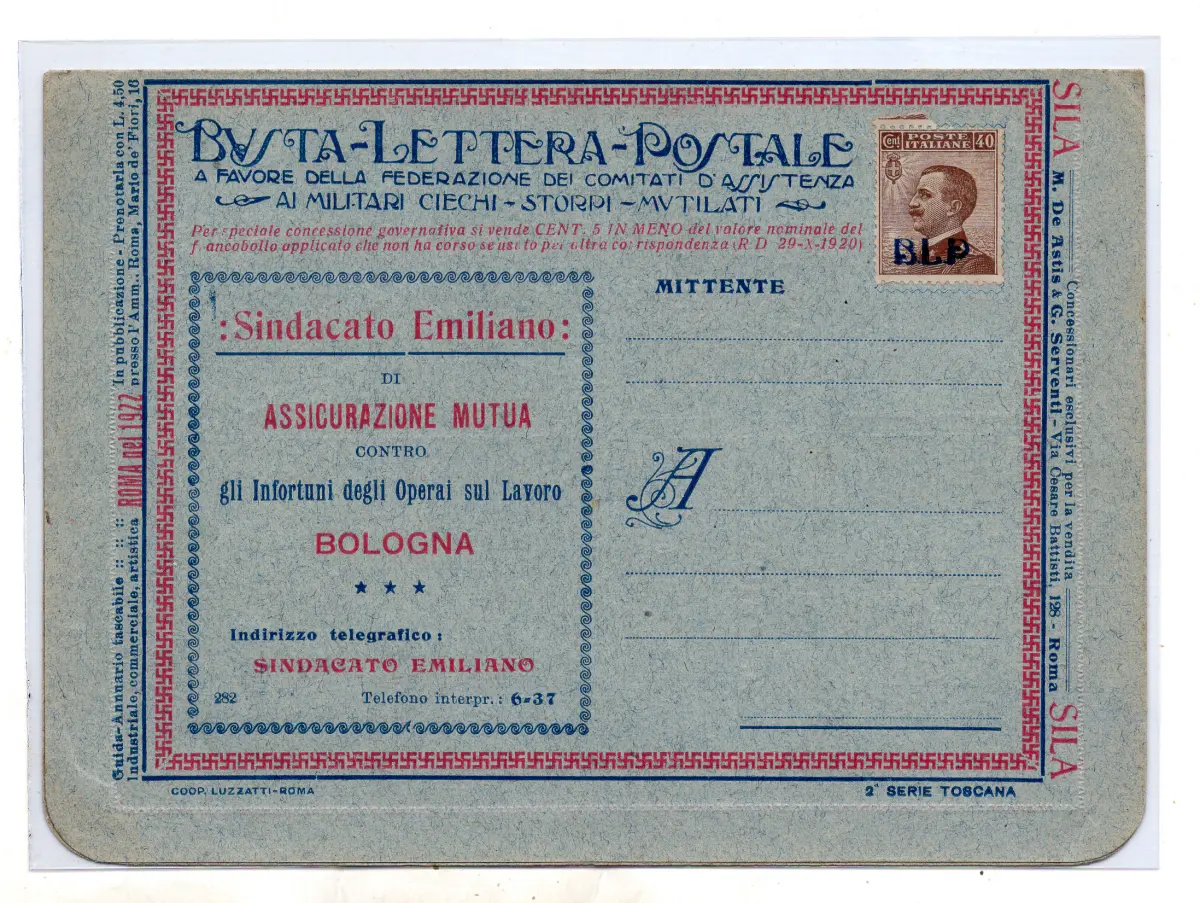 BUSTA-LETTERA-POSTALE
A FAVORE DELLA FEDERAZIONE DEI COMITATI D'ASSISTENZA
AI MILITARI CIECHI - STORPI - MVTILATI
Per speciale concessione governativa si vende CENT. 5 IN MENO del valore nominale del
f ancobollo applicato che non ha corso se us to per altra corrispondenza (R D 29-X-1920)
Cent POSTE ITALIANE 40
B.L.P
MITTENTE
:Sindacato Emiliano:
DI
ASSICURAZIONE MUTUA
CONTRO
gli Infortuni degli Operai sul Lavoro
BOLOGNA
★ ★ ★
Indirizzo telegrafico:
SINDACATO EMILIANO
282 Telefono interpr.: 6-37
A
COOP. LUZZATTI-ROMA
2ª SERIE TOSCANA
Guida-Annuario tascabile :: :: ::
Industriale, commerciale, artistica
ROMA nel 1922
In pubblicazione - Prenotarla con L. 4,50
presso l'Amm.. Roma, Mario de' Fiori, 16
SILA
Concessionari esclusivi per la vendita
M. De Astis & G. Serventi - Via Cesare Battisti, 128 - Roma
SILA